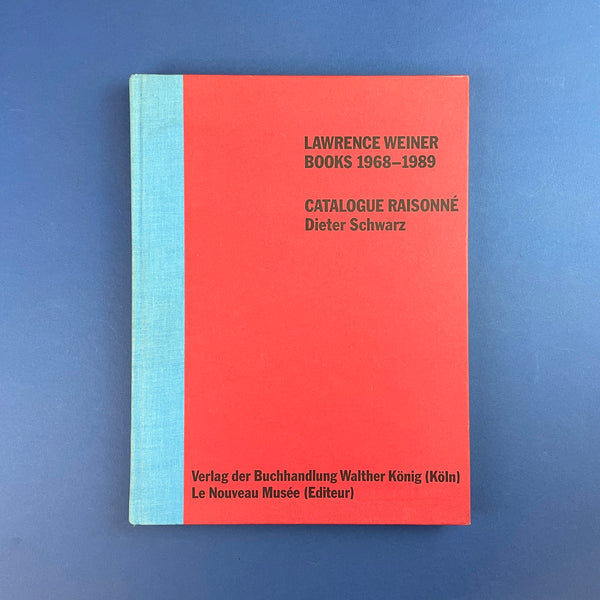 LAWRENCE WEINER
BOOKS 1968–1989
CATALOGUE RAISONNÉ
Dieter Schwarz
Verlag der Buchhandlung Walther König (Köln)
Le Nouveau Musée (Editeur)